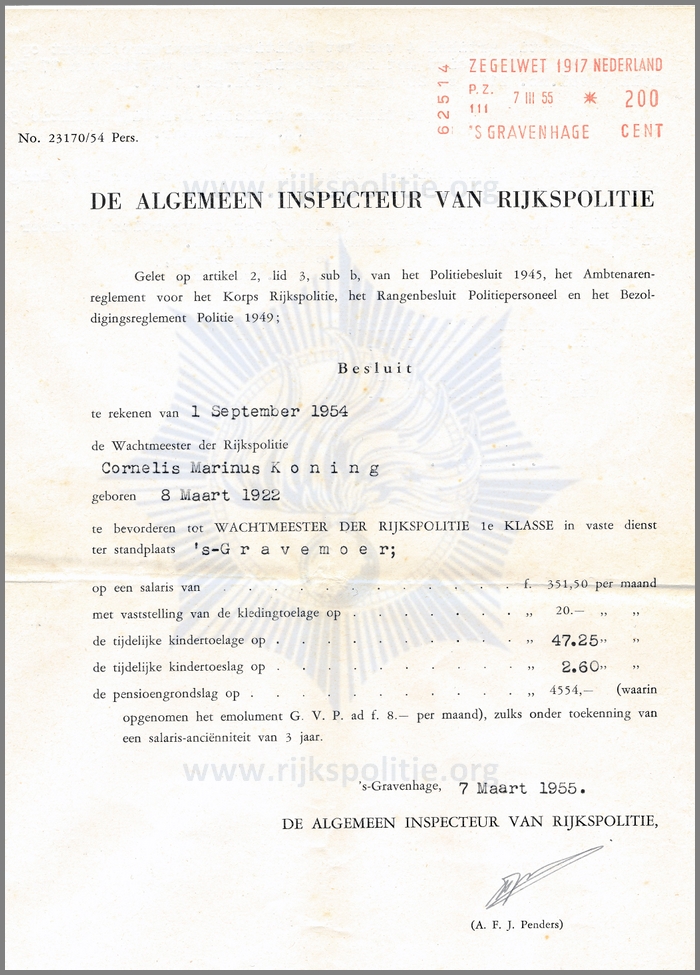 62514
ZEGELWET 1917 NEDERLAND
P.Z. 111 7 III 55 * 200
'S GRAVENHAGE CENT
No. 23170/54 Pers.
www.rijkspolitie.org
DE ALGEMEEN INSPECTEUR VAN RIJKSPOLITIE
Gelet op artikel 2, lid 3, sub b, van het Politiebesluit 1945, het Ambtenaren-
reglement voor het Korps Rijkspolitie, het Rangenbesluit Politiepersoneel en het Bezol-
digingsreglement Politie 1949;
Besluit
te rekenen van 1 September 1954
de Wachtmeester der Rijkspolitie
Cornelis Marinus Koning
geboren 8 Maart 1922
te bevorderen tot WACHTMEESTER DER RIJKSPOLITIE 1e KLASSE in vaste dienst
ter standplaats 's-Gravemoer;
op een salaris van . . . . . . . . . . . . f. 351,50 per maand
met vaststelling van de kledingtoelage op . . . . . . . . „ 20.— „ „
de tijdelijke kindertoelage op . . . . . . . . . . „ 47.25 „ „
de tijdelijke kindertoeslag op . . . . . . . . . . „ 2.60 „ „
de pensioengrondslag op . . . . . . . . . . . „ 4554,— (waarin
opgenomen het emolument G. V. P. ad f. 8.— per maand), zulks onder toekenning van
een salaris-anciënniteit van 3 jaar.
www.rijkspolitie.org
's-Gravenhage, 7 Maart 1955.
DE ALGEMEEN INSPECTEUR VAN RIJKSPOLITIE,
(A. F. J. Penders)